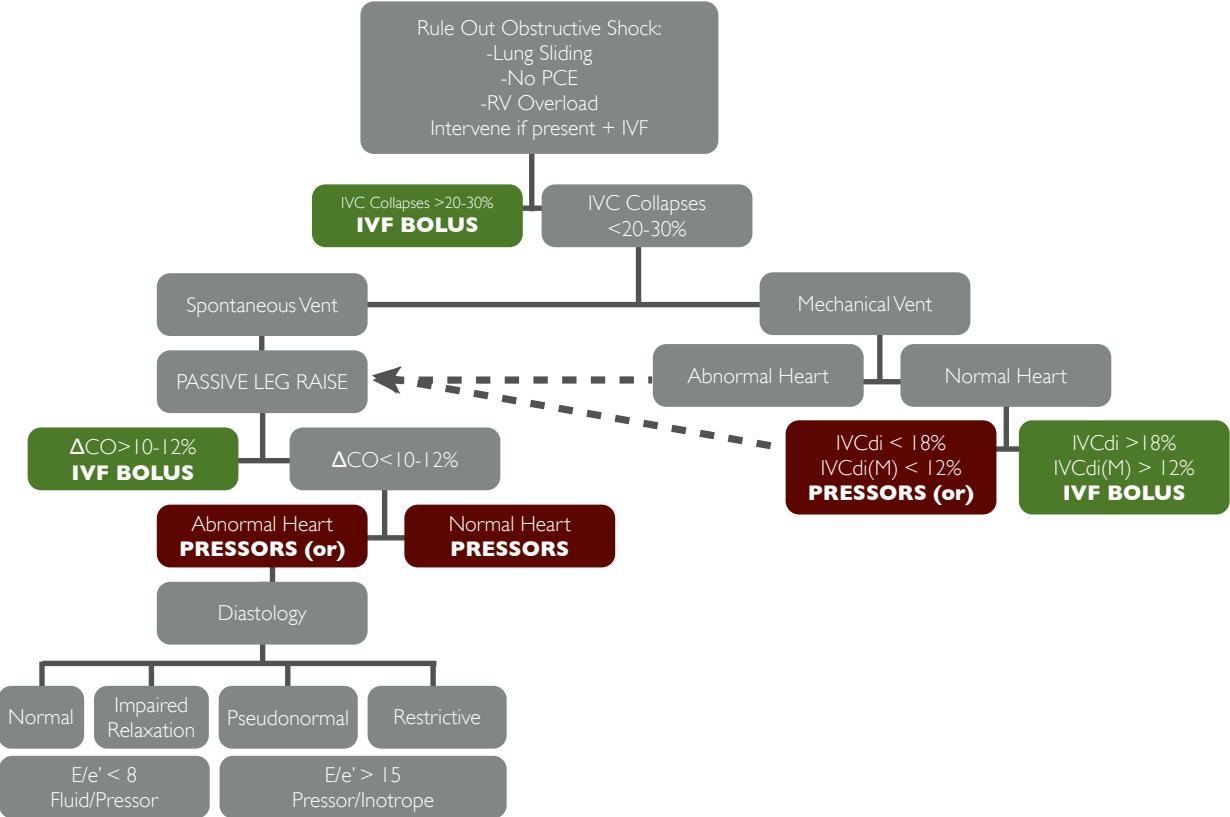 Rule Out Obstructive Shock:
-Lung Sliding
-No PCE
-RV Overload
Intervene if present + IVF
IVC Collapses >20-30%
IVF BOLUS
IVC Collapses
<20-30%
Spontaneous Vent
Mechanical Vent
PASSIVE LEG RAISE
Abnormal Heart
Normal Heart
ΔCO>10-12%
IVF BOLUS
ΔCO<10-12%
IVCdi < 18%
IVCdi(M) < 12%
PRESSORS (or)
IVCdi >18%
IVCdi(M) > 12%
IVF BOLUS
Abnormal Heart
PRESSORS (or)
Normal Heart
PRESSORS
Diastology
Normal
Impaired
Relaxation
Pseudonormal
Restrictive
E/e' < 8
Fluid/Pressor
E/e' > 15
Pressor/Inotrope